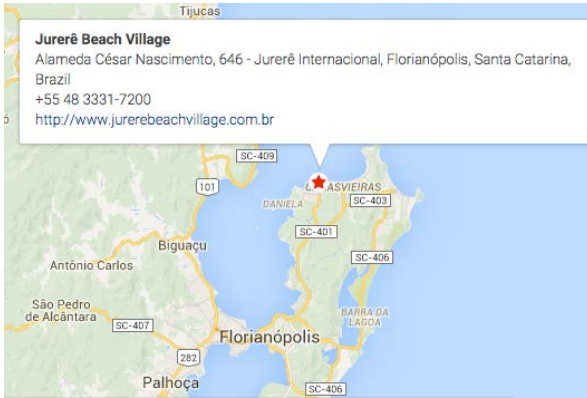 Tijucas
Jurerê Beach Village
Alameda César Nascimento, 646 - Jurerê Internacional, Florianópolis, Santa Catarina,
Brazil
+55 48 3331-7200
http://www.jurerebeachvillage.com.br
SC-409
101
DANIELA
SC-403
SC-401
Biguaçu
SC-406
Antônio Carlos
São Pedro
de Alcântara
BARRA DA
LAGOA
SC-407
Florianópolis
282
Palhoça
SC-406